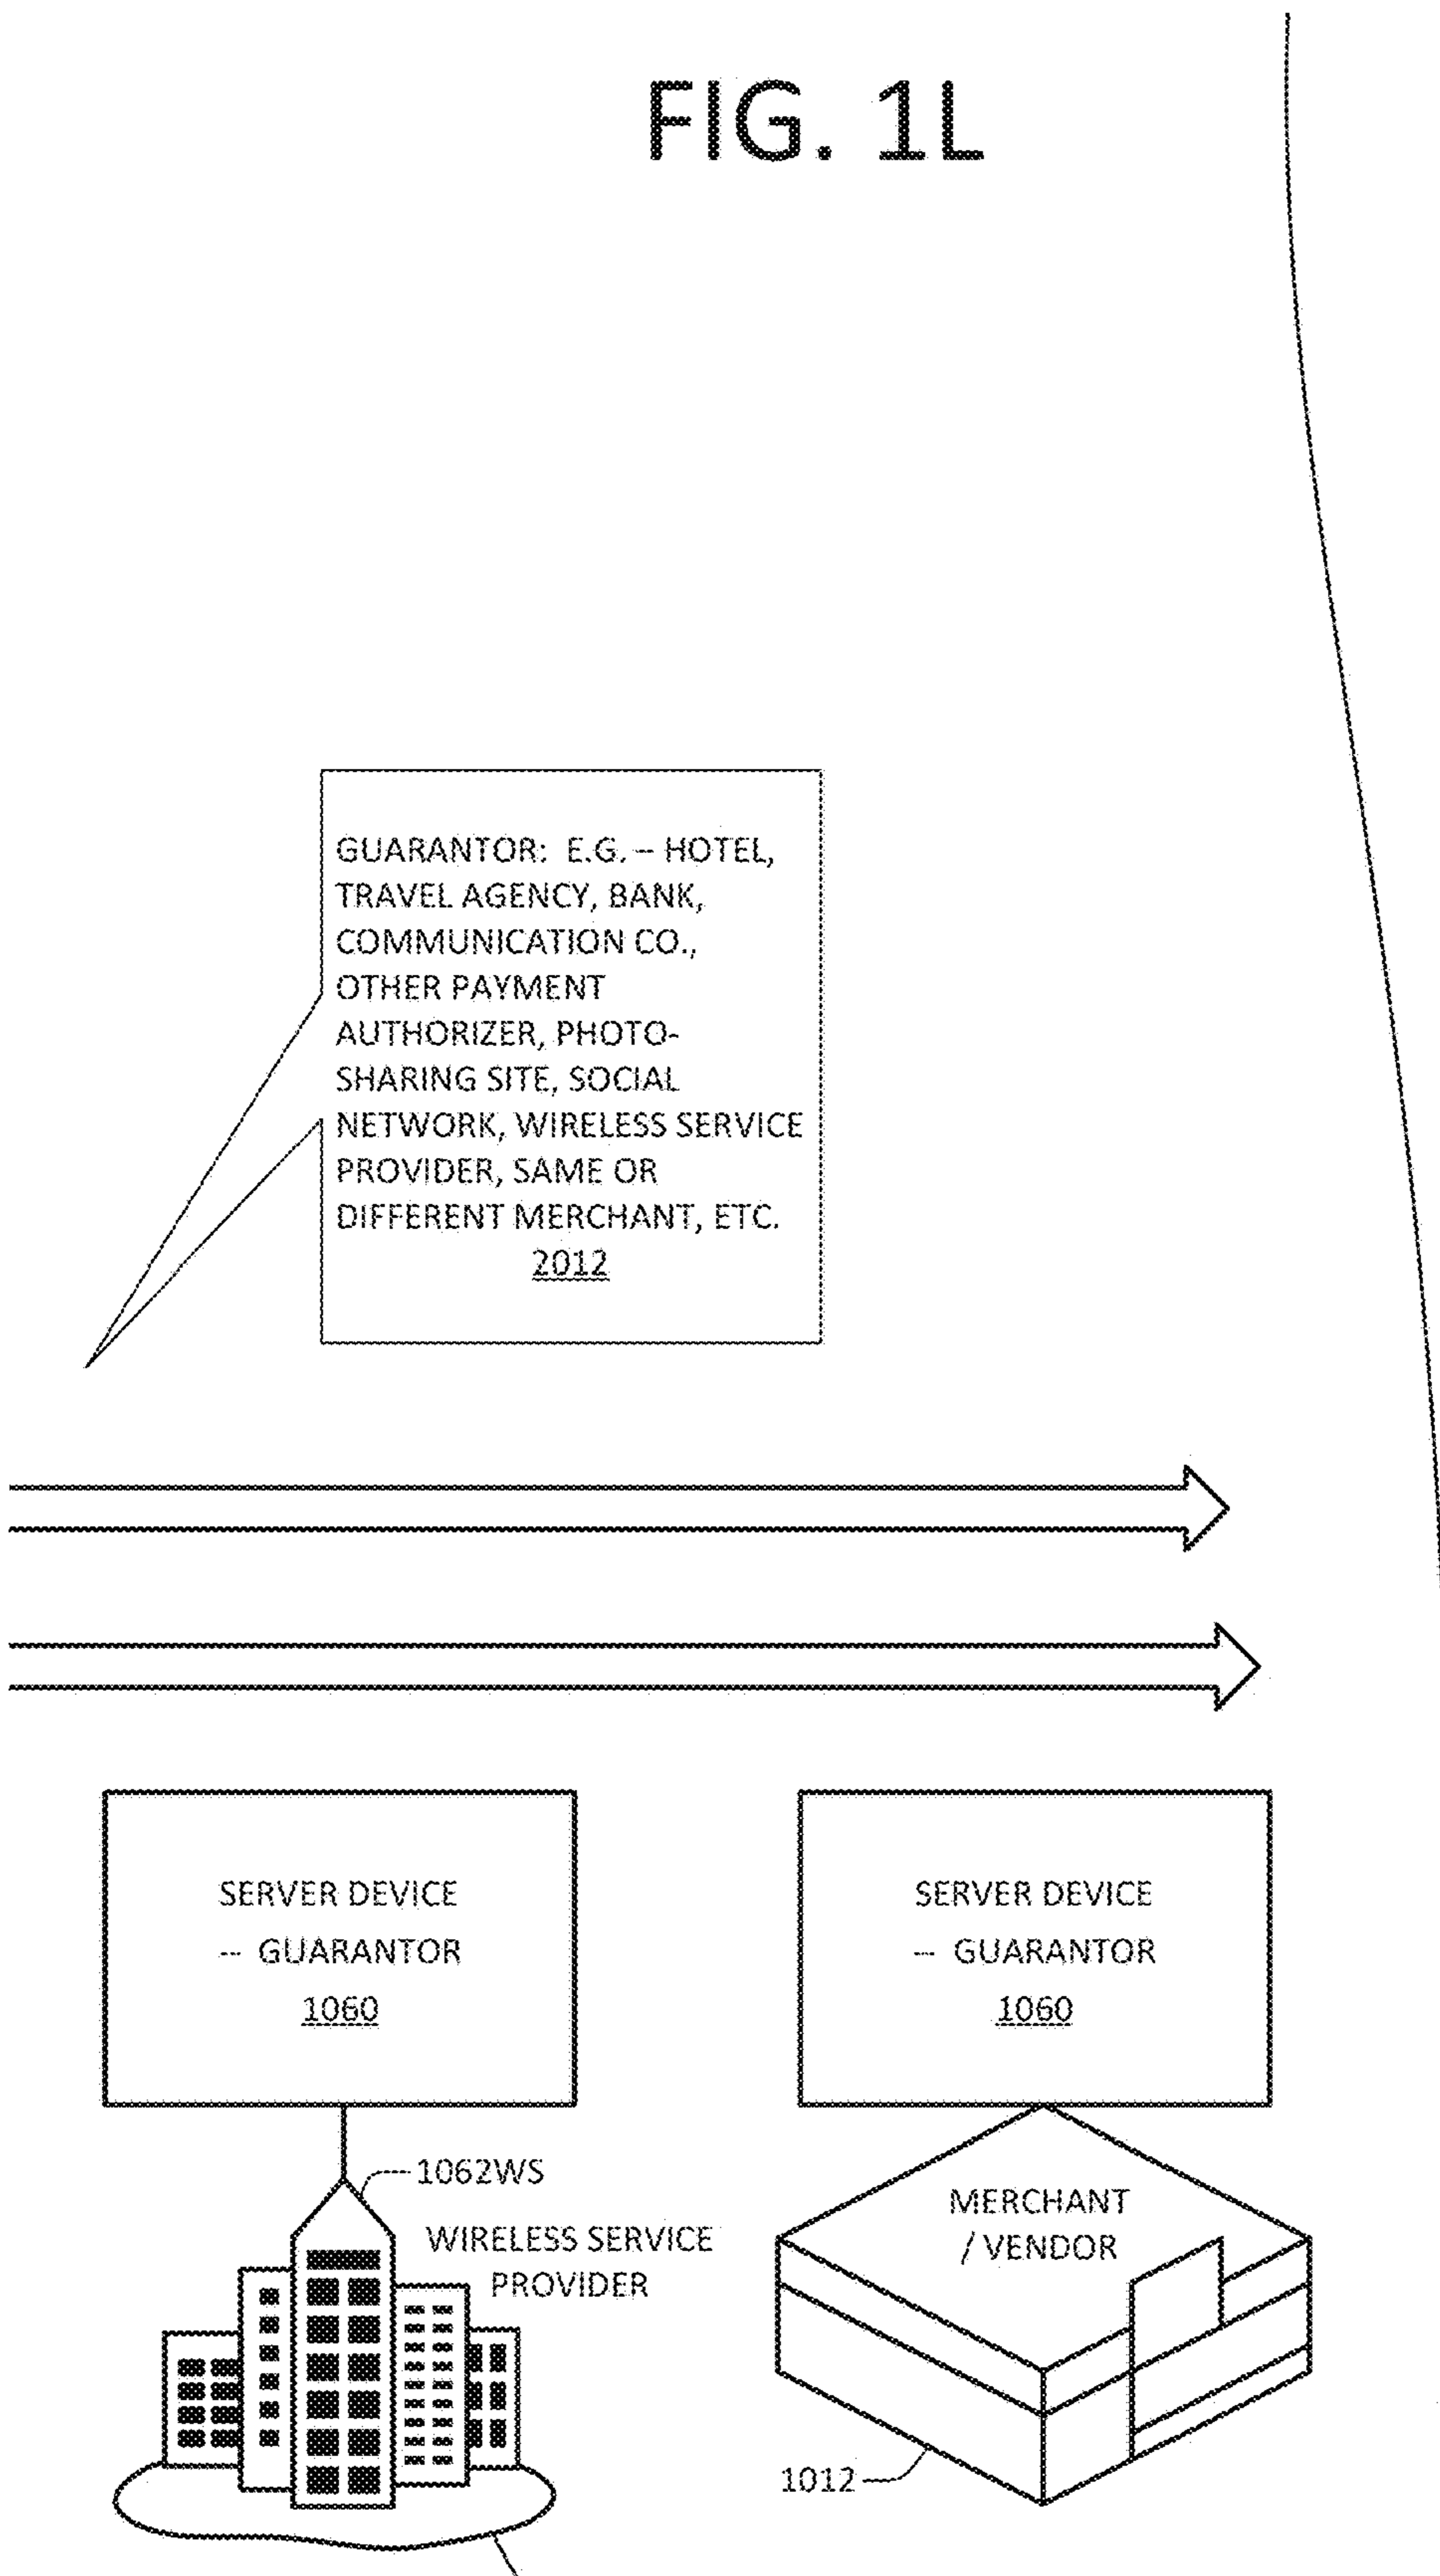 FIG. 1L
GUARANTOR: E.G. – HOTEL,
TRAVEL AGENCY, BANK,
COMMUNICATION CO.,
OTHER PAYMENT
AUTHORIZER, PHOTO-
SHARING SITE, SOCIAL
NETWORK, WIRELESS SERVICE
PROVIDER, SAME OR
DIFFERENT MERCHANT, ETC.
2012
SERVER DEVICE
– GUARANTOR
1060
SERVER DEVICE
– GUARANTOR
1060
1062WS
WIRELESS SERVICE
PROVIDER
MERCHANT
/ VENDOR
1012